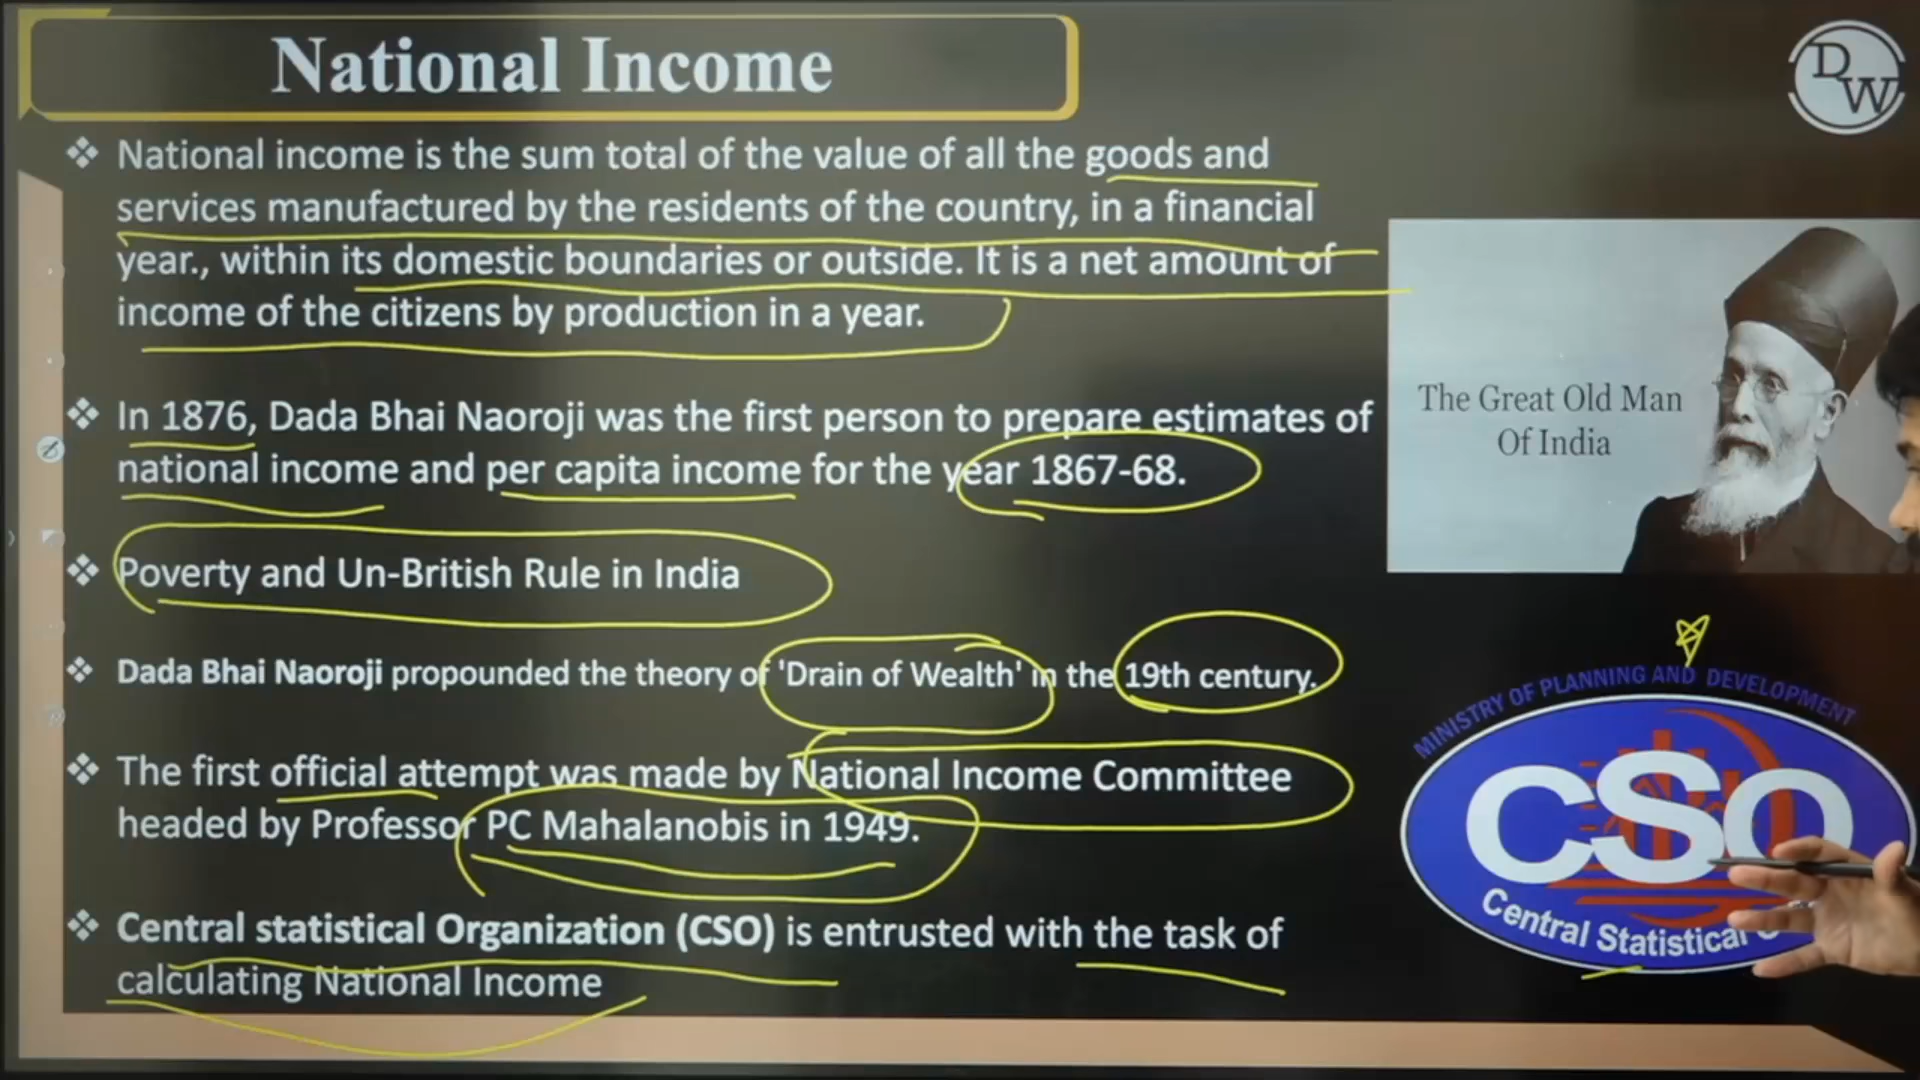 National Income
DW
❖ National income is the sum total of the value of all the goods and
services manufactured by the residents of the country, in a financial
year., within its domestic boundaries or outside. It is a net amount of
income of the citizens by production in a year.
❖ In 1876, Dada Bhai Naoroji was the first person to prepare estimates of
national income and per capita income for the year 1867-68.
The Great Old Man
Of India
❖ Poverty and Un-British Rule in India
❖ Dada Bhai Naoroji propounded the theory of 'Drain of Wealth' in the 19th century.
❖ The first official attempt was made by National Income Committee
headed by Professor PC Mahalanobis in 1949.
❖ Central statistical Organization (CSO) is entrusted with the task of
calculating National Income
MINISTRY OF PLANNING AND DEVELOPMENT
CSO
Central Statistical